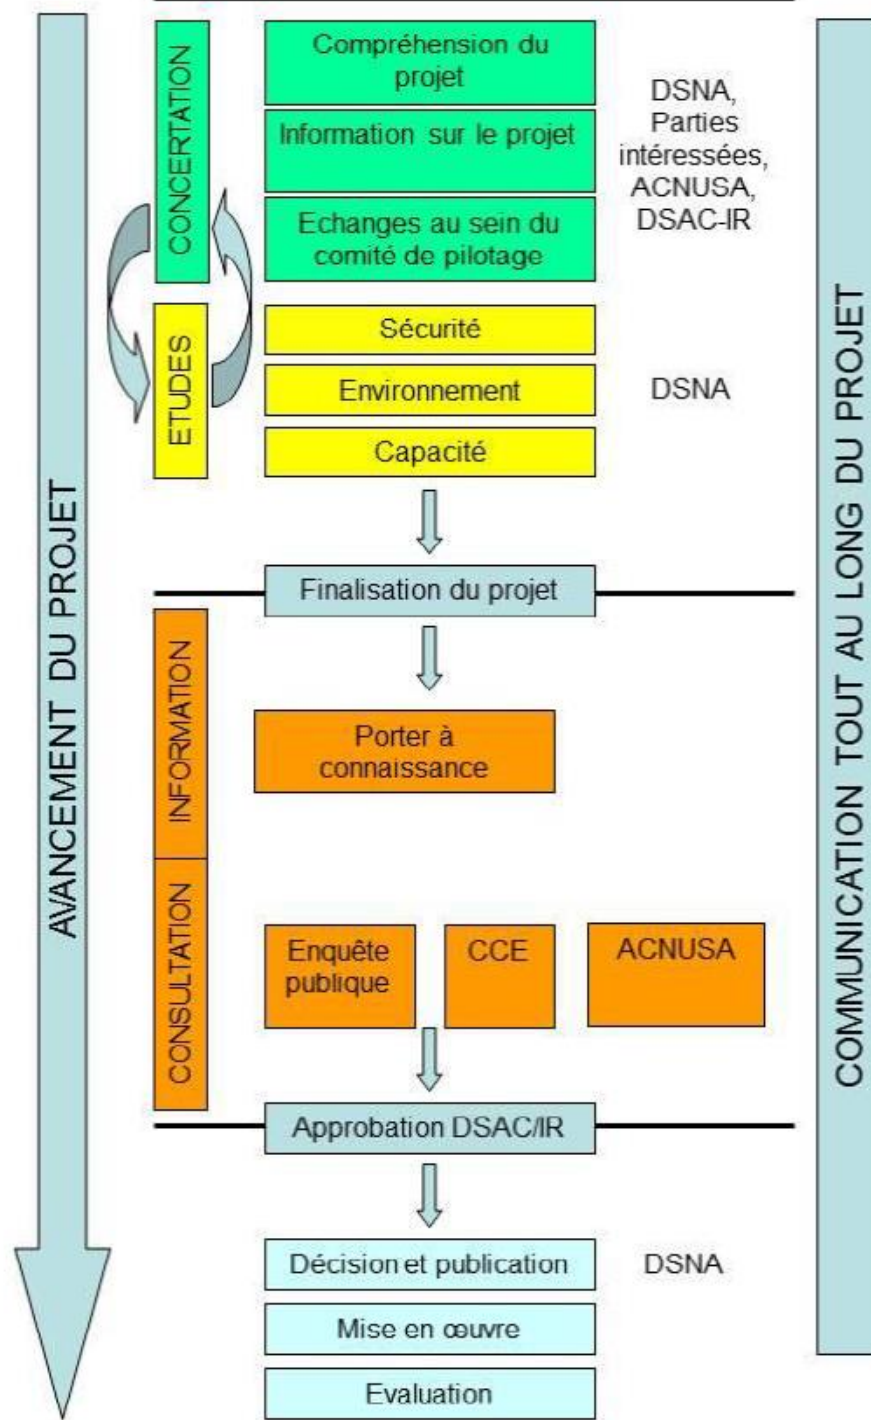 AVANCEMENT DU PROJET
CONCERTATION
Compréhension du
projet
Information sur le projet
Echanges au sein du
comité de pilotage
DSNA,
Parties
intéressées,
ACNUSA,
DSAC-IR
ETUDES
Sécurité
Environnement
Capacité
DSNA
Finalisation du projet
INFORMATION
Porter à
connaissance
CONSULTATION
Enquête
publique
CCE
ACNUSA
Approbation DSAC/IR
Décision et publication
DSNA
Mise en œuvre
Evaluation
COMMUNICATION TOUT AU LONG DU PROJET